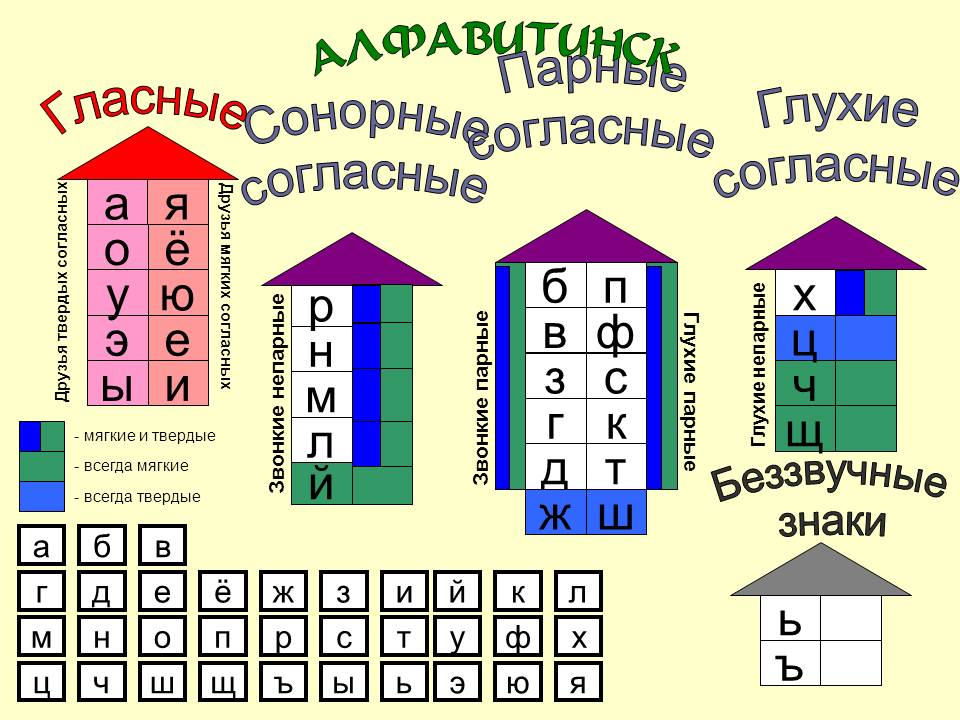 АЛФАВИТИНСК
Гласные
Друзья твердых согласных
а я
о ё
у ю
э е
ы и
Друзья мягких согласных
Сонорные
согласные
Звонкие непарные
р
н
м
л
й
Парные
согласные
Звонкие парные
б п
в ф
з с
г к
д т
ж ш
Глухие парные
Глухие
согласные
Глухие непарные
х
ц
ч
щ
- мягкие и твердые
- всегда мягкие
- всегда твердые
Беззвучные
знаки
ь
ъ
а б в
г д е ё ж з и й к л
м н о п р с т у ф х
ц ч ш щ ъ ы ь э ю я